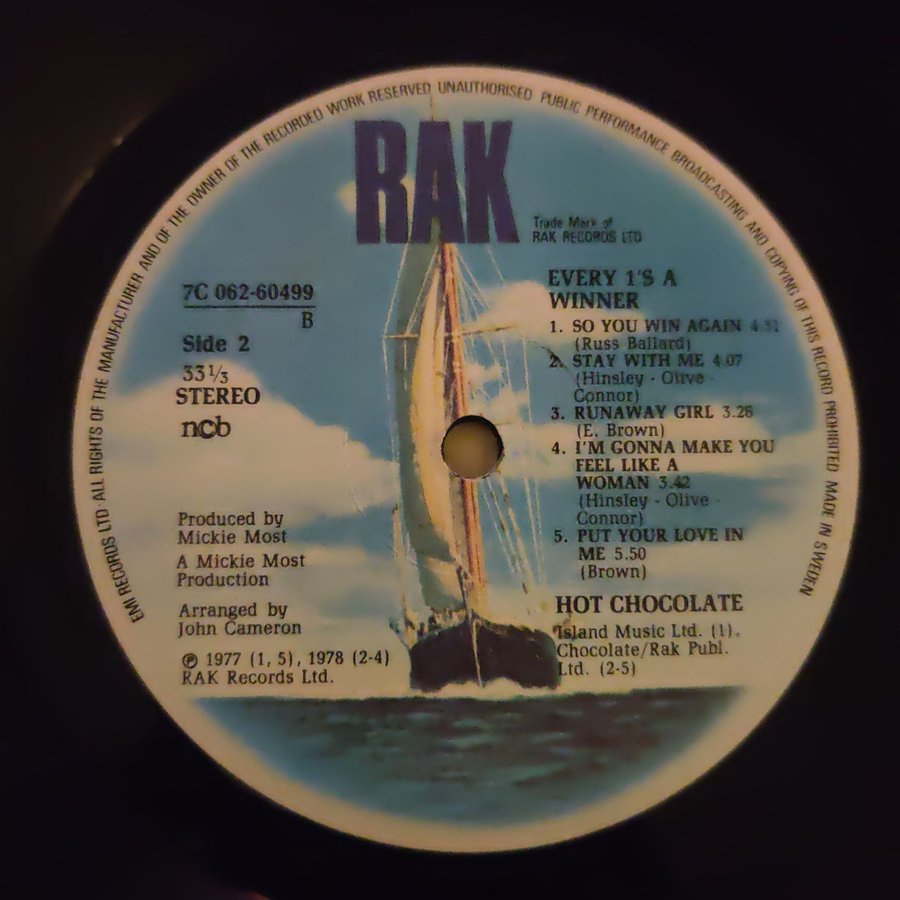 EMI RECORDS LTD · ALL RIGHTS OF THE MANUFACTURER AND OF THE OWNER OF THE RECORDED WORK RESERVED UNAUTHORISED PUBLIC PERFORMANCE BROADCASTING AND COPYING OF THIS RECORD PROHIBITED MADE IN SWEDEN
RAK
Trade Mark of
RAK RECORDS LTD
7C 062-60499
B
Side 2
33⅓
STEREO
ncb
Produced by
Mickie Most
A Mickie Most
Production
Arranged by
John Cameron
℗ 1977 (1, 5), 1978 (2-4)
RAK Records Ltd.
EVERY 1'S A
WINNER
1. SO YOU WIN AGAIN 4.31
(Russ Ballard)
2. STAY WITH ME 4.07
(Hinsley - Olive -
Connor)
3. RUNAWAY GIRL 3.26
(E. Brown)
4. I'M GONNA MAKE YOU
FEEL LIKE A
WOMAN 3.42
(Hinsley - Olive -
Connor)
5. PUT YOUR LOVE IN
ME 5.50
(Brown)
HOT CHOCOLATE
Island Music Ltd. (1),
Chocolate/Rak Publ.
Ltd. (2-5)